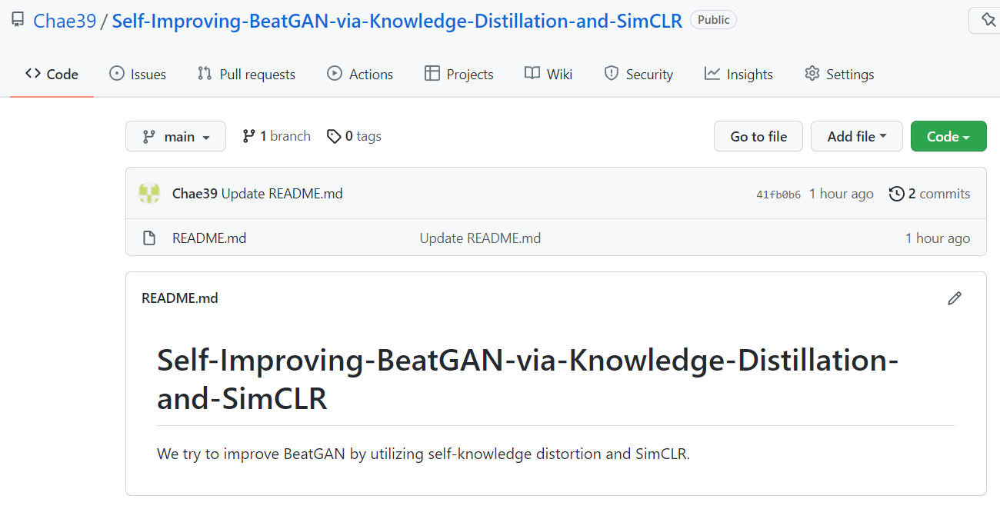 Chae39 / Self-Improving-BeatGAN-via-Knowledge-Distillation-and-SimCLR Public
Code Issues Pull requests Actions Projects Wiki Security Insights Settings
main 1 branch 0 tags Go to file Add file Code
Chae39 Update README.md 41fb0b6 1 hour ago 2 commits
README.md Update README.md 1 hour ago
README.md
Self-Improving-BeatGAN-via-Knowledge-Distillation-
and-SimCLR
We try to improve BeatGAN by utilizing self-knowledge distortion and SimCLR.